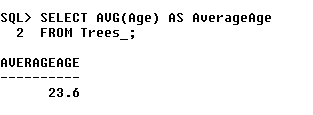 SQL> SELECT AVG(Age) AS AverageAge
  2  FROM Trees_;
AVERAGEAGE
----------
      23.6